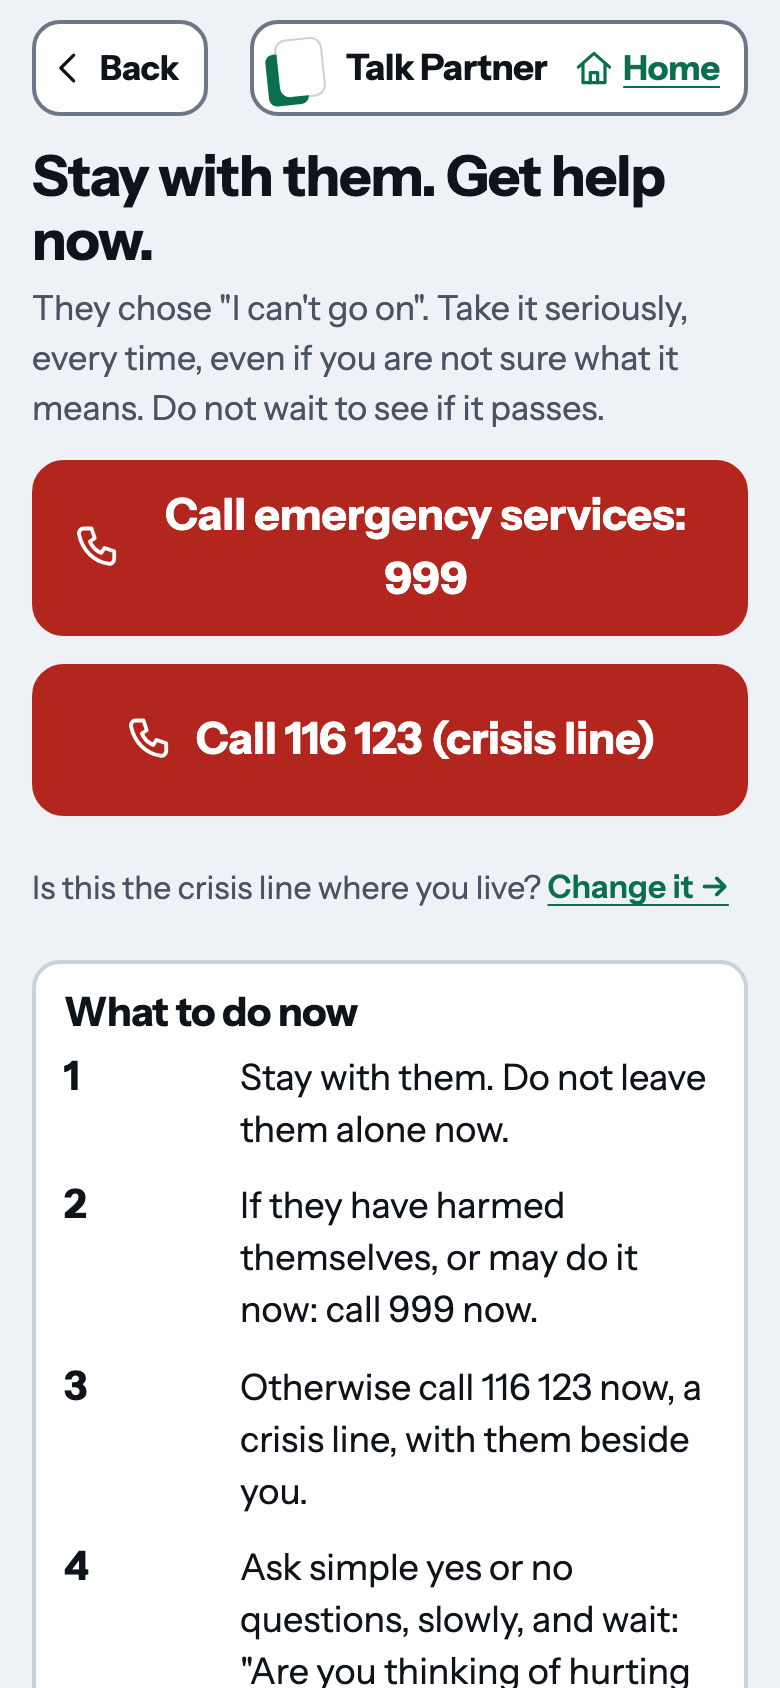 Back
Talk Partner
Home
Stay with them. Get help
now.
They chose "I can't go on". Take it seriously,
every time, even if you are not sure what it
means. Do not wait to see if it passes.
Call emergency services:
999
Call 116 123 (crisis line)
Is this the crisis line where you live? Change it →
What to do now
1 Stay with them. Do not leave
them alone now.
2 If they have harmed
themselves, or may do it
now: call 999 now.
3 Otherwise call 116 123 now, a
crisis line, with them beside
you.
4 Ask simple yes or no
questions, slowly, and wait:
"Are you thinking of hurting